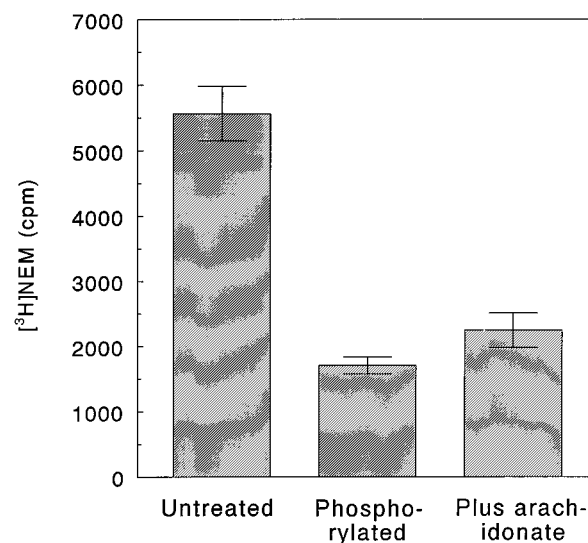 7000
6000
5000
4000
3000
2000
1000
0
[³H]NEM (cpm)
Untreated Phospho- Plus arach-
rylated idonate